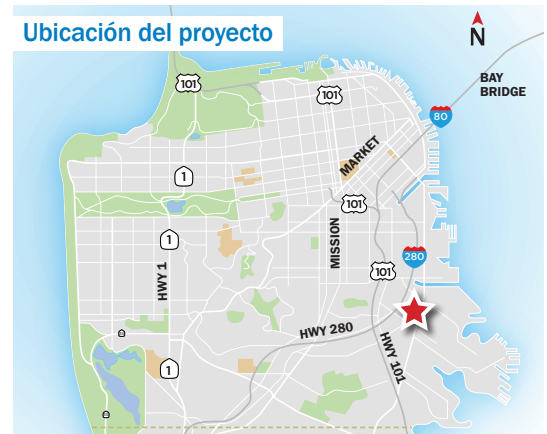 Ubicación del proyecto
N
101
101
BAY
BRIDGE
80
MARKET
1
101
1
MISSION
280
101
HWY 1
HWY 280
HWY 101
1